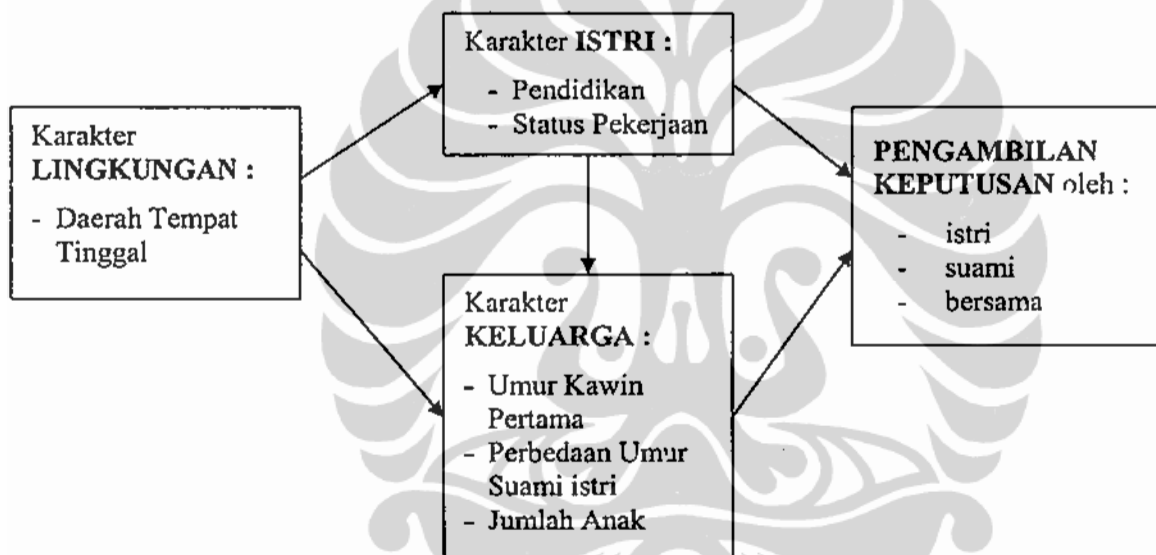 Karakter ISTRI :
- Pendidikan
- Status Pekerjaan
Karakter
LINGKUNGAN :
- Daerah Tempat
Tinggal
PENGAMBILAN
KEPUTUSAN oleh :
- istri
- suami
- bersama
Karakter
KELUARGA :
- Umur Kawin
Pertama
- Perbedaan Umur
Suami istri
- Jumlah Anak